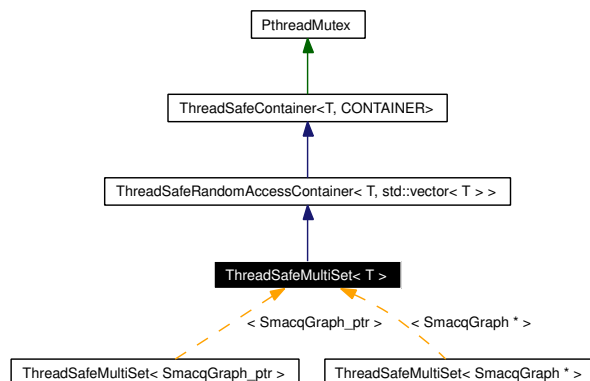 PthreadMutex
ThreadSafeContainer<T, CONTAINER>
ThreadSafeRandomAccessContainer< T, std::vector< T > >
ThreadSafeMultiSet< T >
< SmacqGraph_ptr >
< SmacqGraph * >
ThreadSafeMultiSet< SmacqGraph_ptr >
ThreadSafeMultiSet< SmacqGraph * >